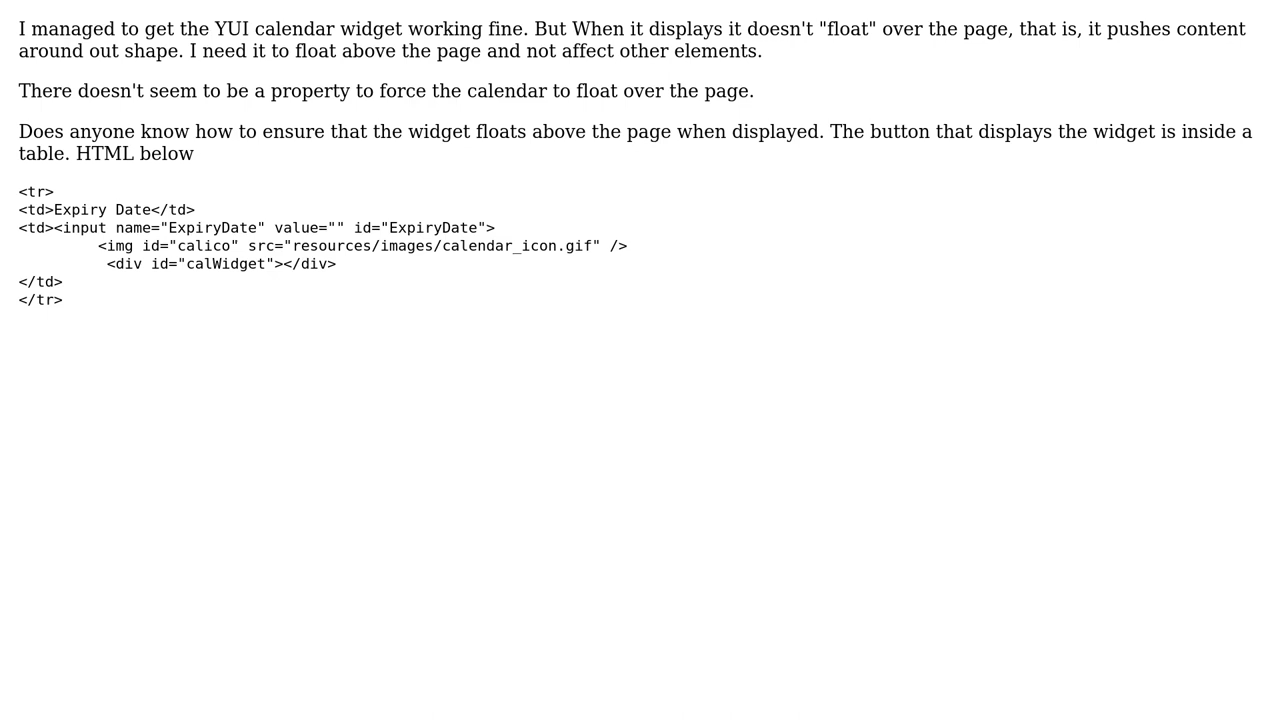 I managed to get the YUI calendar widget working fine. But When it displays it doesn't "float" over the page, that is, it pushes content
around out shape. I need it to float above the page and not affect other elements.
There doesn't seem to be a property to force the calendar to float over the page.
Does anyone know how to ensure that the widget floats above the page when displayed. The button that displays the widget is inside a
table. HTML below
<tr>
<td>Expiry Date</td>
<td><input name="ExpiryDate" value="" id="ExpiryDate">
<img id="calico" src="resources/images/calendar_icon.gif" />
<div id="calWidget"></div>
</td>
</tr>